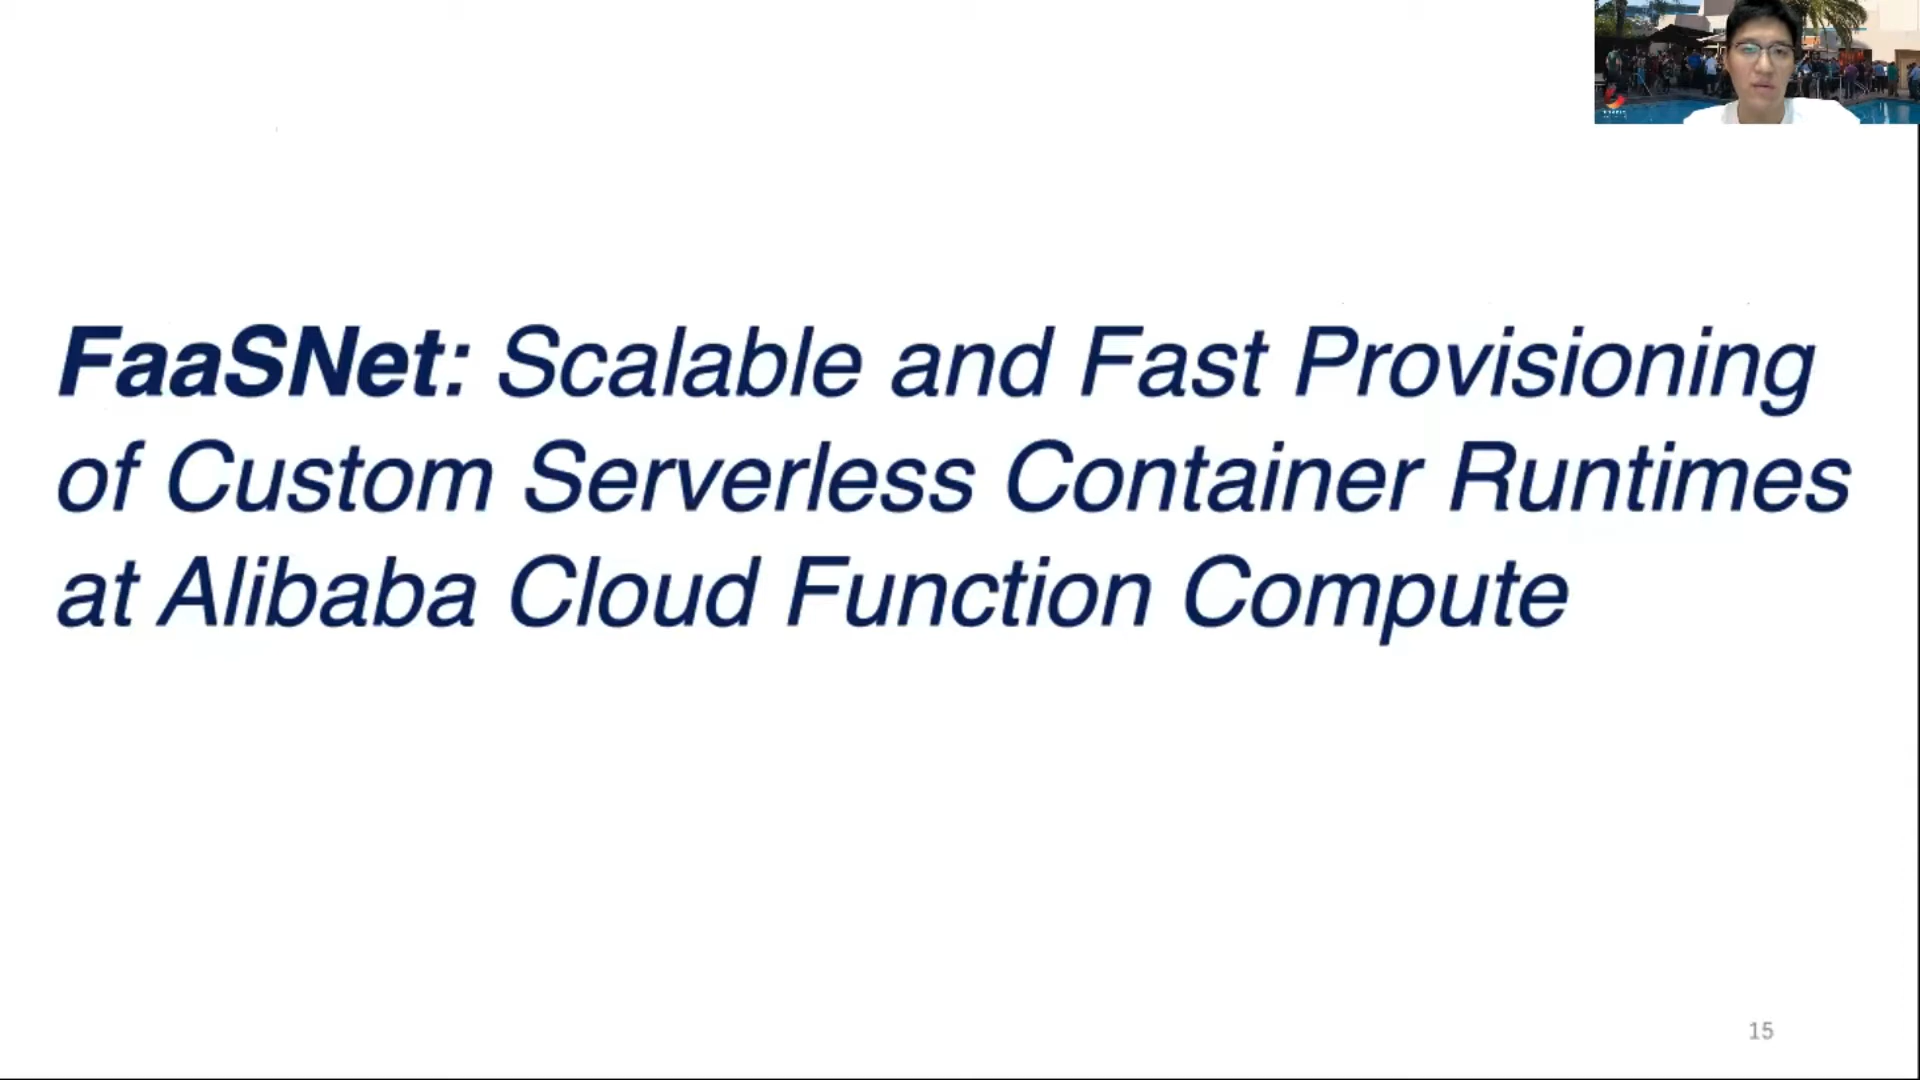 FaaSNet: Scalable and Fast Provisioning
of Custom Serverless Container Runtimes
at Alibaba Cloud Function Compute
15